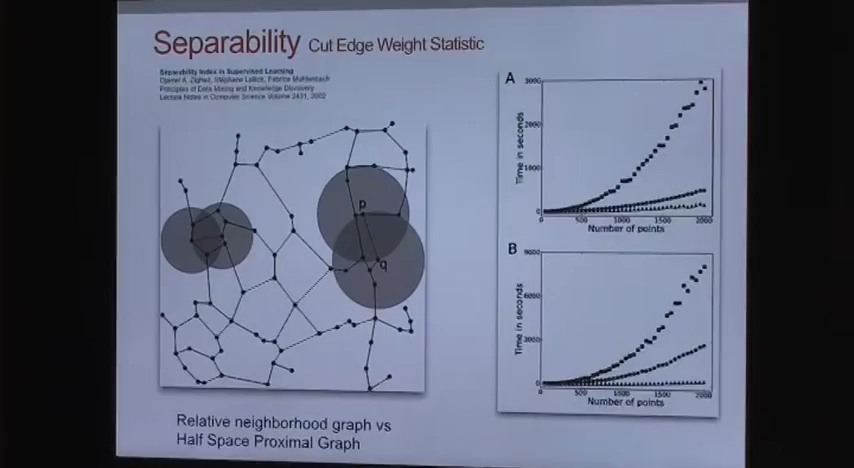 Separability Cut Edge Weight Statistic
Separability Index in Supervised Learning
Djamel A. Zighed, Stéphane Lallich, Fabrice Muhlenbach
Principles of Data Mining and Knowledge Discovery
Lecture Notes in Computer Science Volume 2431, 2002
p
q
A
3000
2000
1000
0
Time in seconds
0 500 1000 1500 2000
Number of points
B
9000
6000
3000
0
Time in seconds
0 500 1000 1500 2000
Number of points
Relative neighborhood graph vs
Half Space Proximal Graph